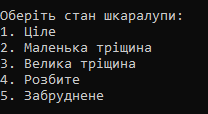 Оберіть стан шкаралупи:
1. Ціле
2. Маленька тріщина
3. Велика тріщина
4. Розбите
5. Забруднене